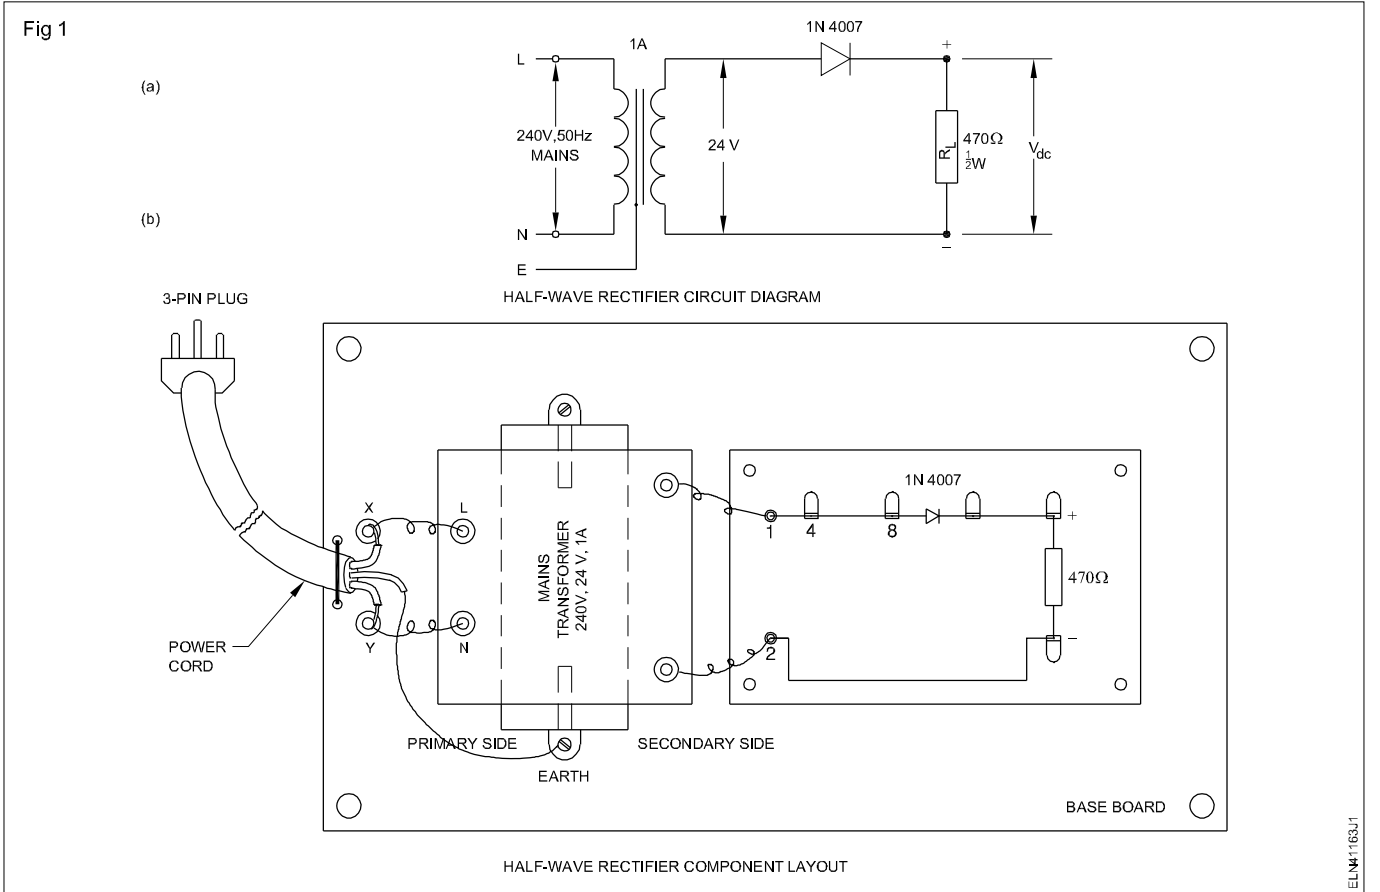 Fig 1
(a)
1N 4007
1A
L
+
240V,50Hz
MAINS
24 V
RL
470Ω
½W
Vdc
(b)
N
–
E
HALF-WAVE RECTIFIER CIRCUIT DIAGRAM
3-PIN PLUG
X
L
Y
N
POWER
CORD
MAINS
TRANSFORMER
240V, 24 V, 1A
1N 4007
1
4
8
+
470Ω
2
–
PRIMARY SIDE
SECONDARY SIDE
EARTH
BASE BOARD
HALF-WAVE RECTIFIER COMPONENT LAYOUT
ELN41163J1